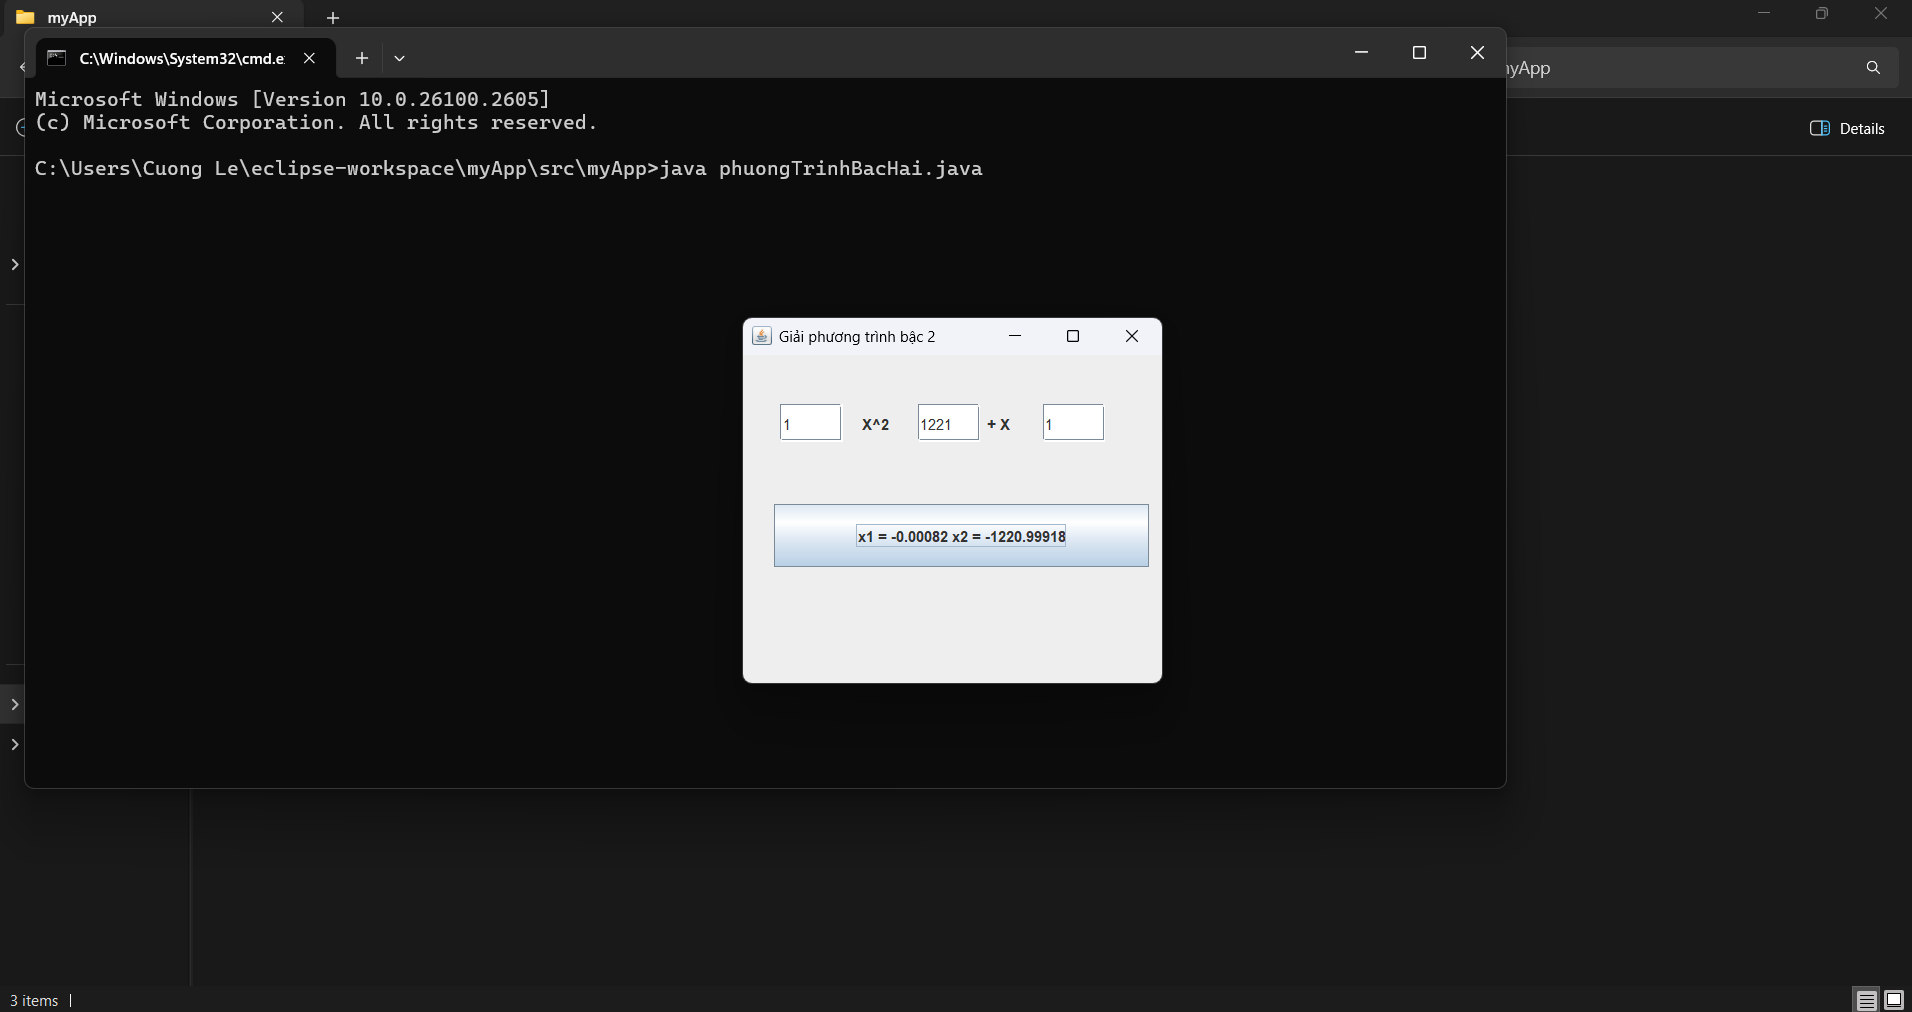 myApp
C:\Windows\System32\cmd.e
yApp
Details
Microsoft Windows [Version 10.0.26100.2605]
(c) Microsoft Corporation. All rights reserved.
C:\Users\Cuong Le\eclipse-workspace\myApp\src\myApp>java phuongTrinhBacHai.java
Giải phương trình bậc 2
1 X^2 1221 + X 1
x1 = -0.00082 x2 = -1220.99918
3 items